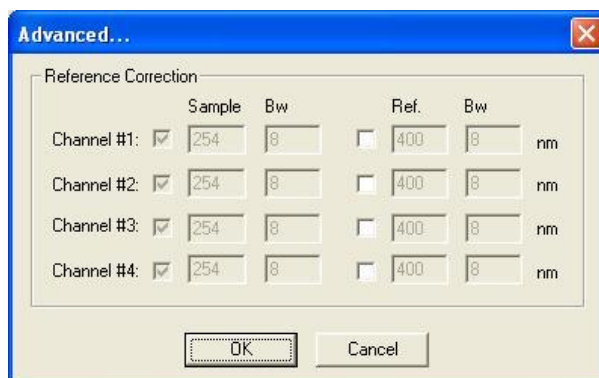 Advanced...
Reference Correction
Sample Bw Ref. Bw
Channel #1: 254 8 400 8 nm
Channel #2: 254 8 400 8 nm
Channel #3: 254 8 400 8 nm
Channel #4: 254 8 400 8 nm
OK Cancel